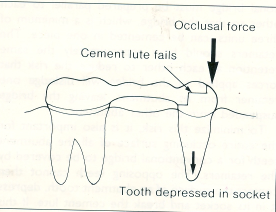 Occlusal force
Cement lute fails
Tooth depressed in socket